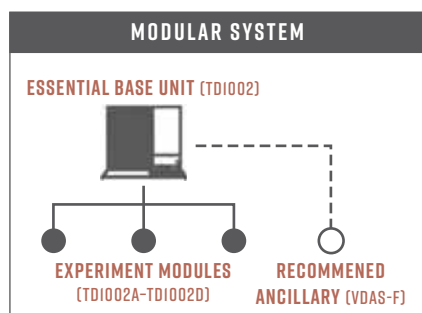 MODULAR SYSTEM
ESSENTIAL BASE UNIT (TD1002)
EXPERIMENT MODULES
(TD1002A–TD1002D)
RECOMMENED
ANCILLARY (VDAS-F)